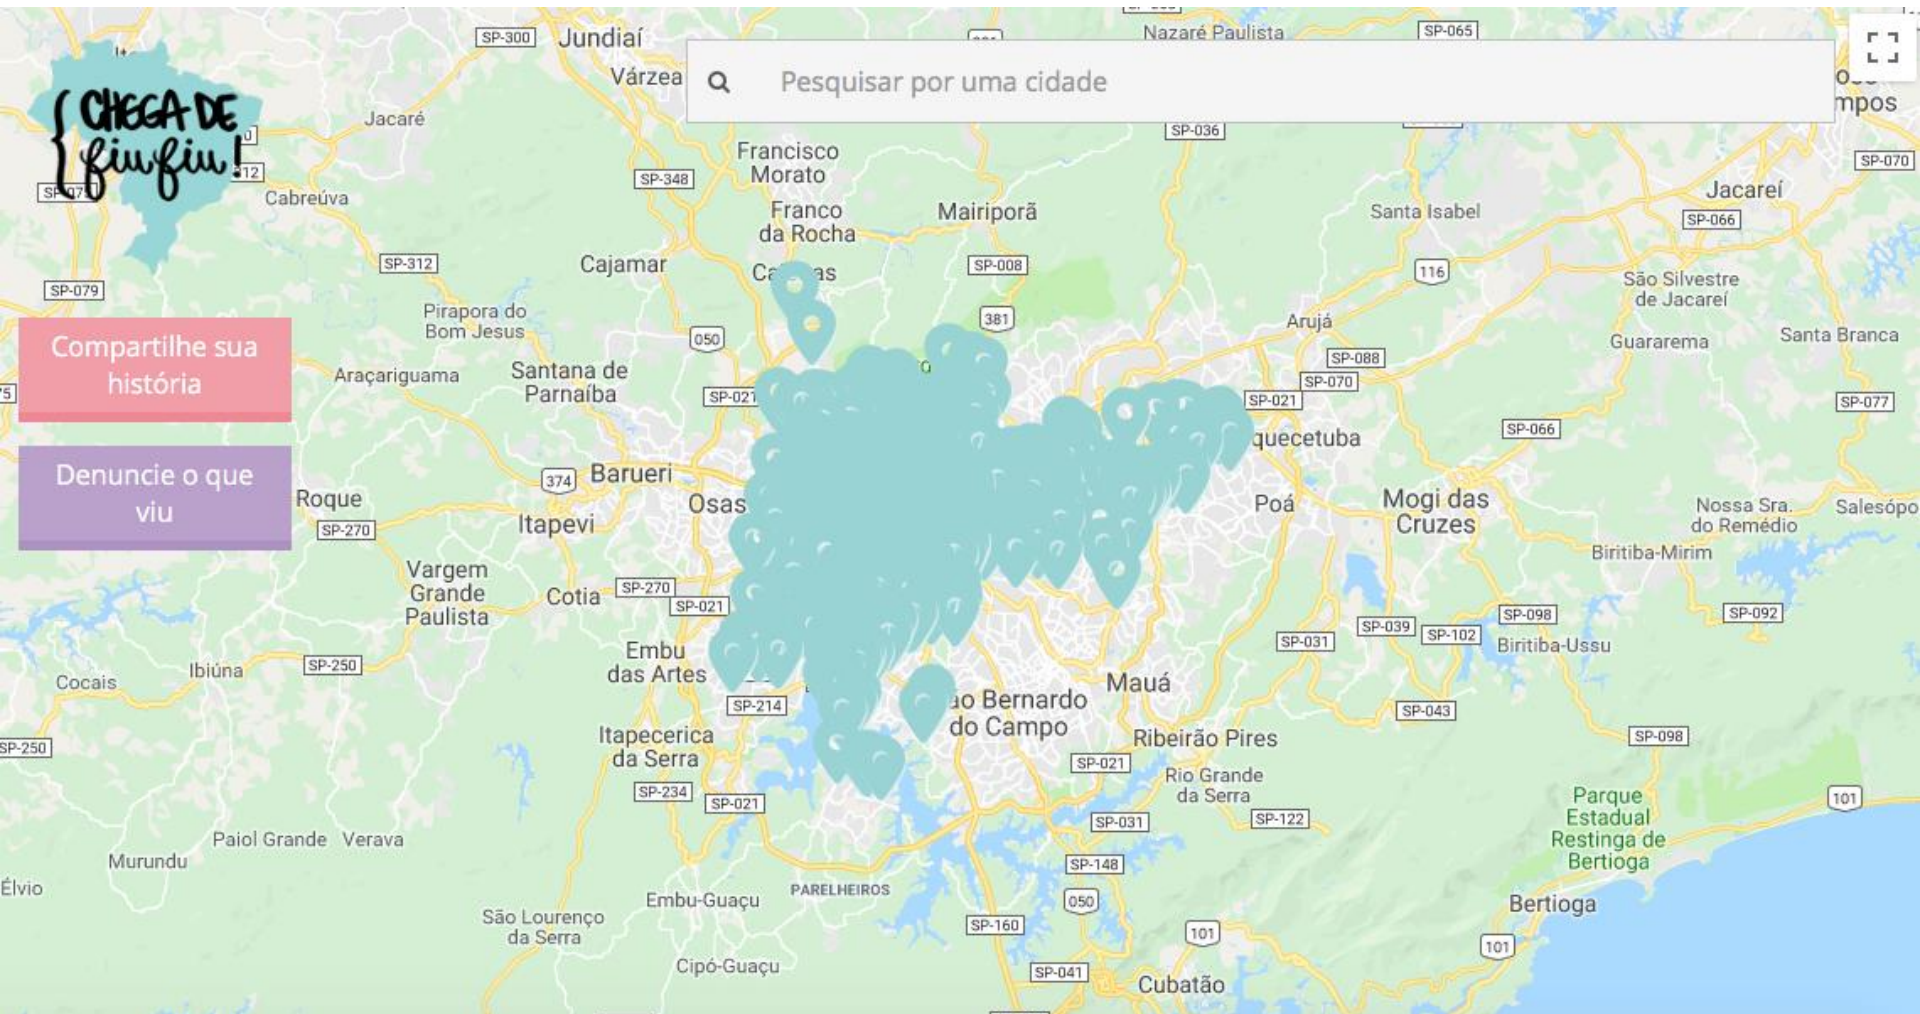 SP-300
Jundiaí
Nazaré Paulista
SP-065
Várzea
Pesquisar por uma cidade
mpos
{CHEGA DE
fiu fiu!
Jacaré
SP-036
SP-070
Francisco
Morato
SP-348
Cabreúva
Jacareí
Franco
da Rocha
Mairiporã
Santa Isabel
SP-066
SP-312
Cajamar
SP-008
116
SP-079
São Silvestre
de Jacareí
Pirapora do
Bom Jesus
381
Arujá
050
Guararema
Santa Branca
Compartilhe sua
história
SP-088
Araçariguama
Santana de
Parnaíba
SP-021
SP-070
SP-021
SP-077
SP-066
quecetuba
Denuncie o que
viu
374
Barueri
Roque
Osas
Poá
Mogi das
Cruzes
Nossa Sra.
do Remédio
Salesópo
SP-270
Itapevi
Biritiba-Mirim
Vargem
Grande
Paulista
Cotia
SP-270
SP-021
SP-098
SP-092
SP-039
SP-102
SP-031
Biritiba-Ussu
Embu
das Artes
SP-250
Ibiúna
Cocais
Mauá
SP-214
ao Bernardo
do Campo
SP-043
SP-250
Itapecerica
da Serra
Ribeirão Pires
SP-098
SP-021
Rio Grande
da Serra
SP-234
SP-021
Parque
Estadual
Restinga de
Bertioga
101
SP-031
SP-122
Paiol Grande
Verava
Murundu
SP-148
Élvio
PARELHEIROS
Embu-Guaçu
050
Bertioga
São Lourenço
da Serra
SP-160
101
101
Cipó-Guaçu
SP-041
Cubatão